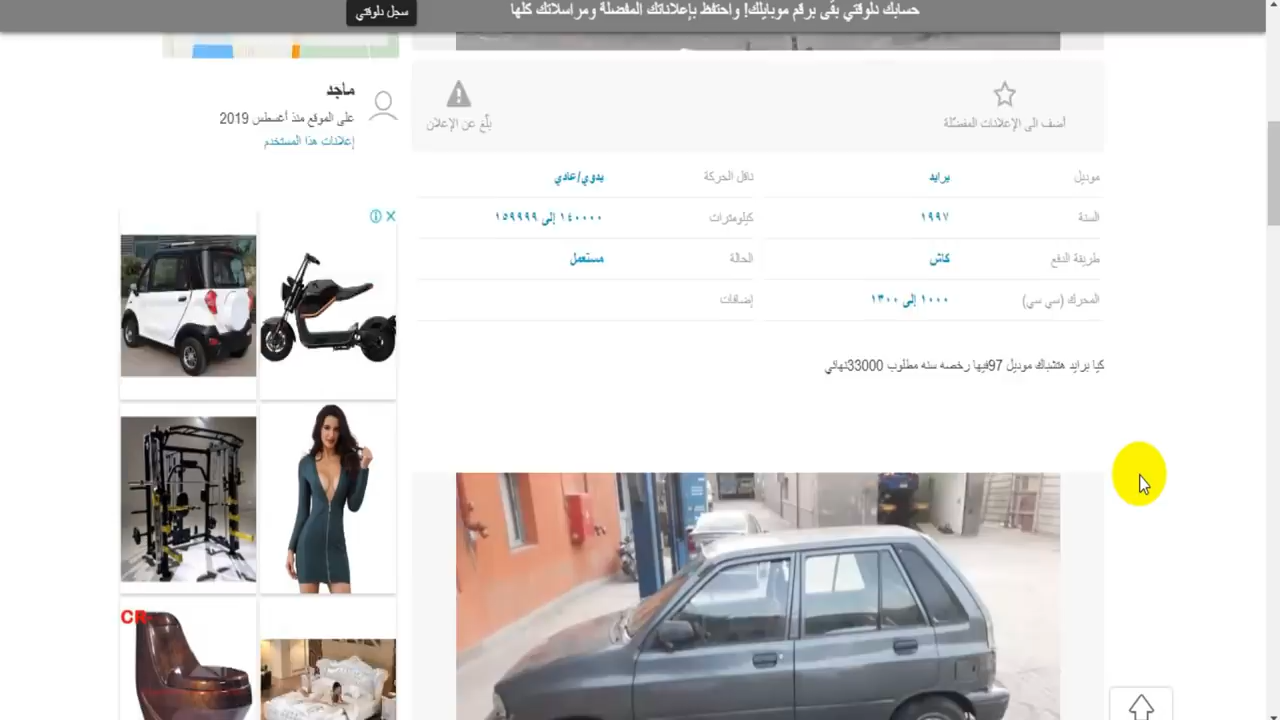 حسابك دلوقتي بقى برقم موبايلك! واحتفظ بإعلاناتك المفضلة ومراسلاتك كلها
سجل دلوقتي
ماجد
على الموقع منذ أغسطس 2019
إعلانات هذا المستخدم
أضف الى الإعلانات المفضّلة
بلّغ عن الإعلان
موديل برايد ناقل الحركة يدوي/عادي
السنة ١٩٩٧ كيلومترات ١٤٠٠٠٠ إلى ١٥٩٩٩٩
طريقة الدفع كاش الحالة مستعمل
المحرك (سي سي) ١٠٠٠ إلى ١٣٠٠ إضافات
كيا برايد هتشباك موديل 97فيها رخصه سنه مطلوب 33000نهائي
CR